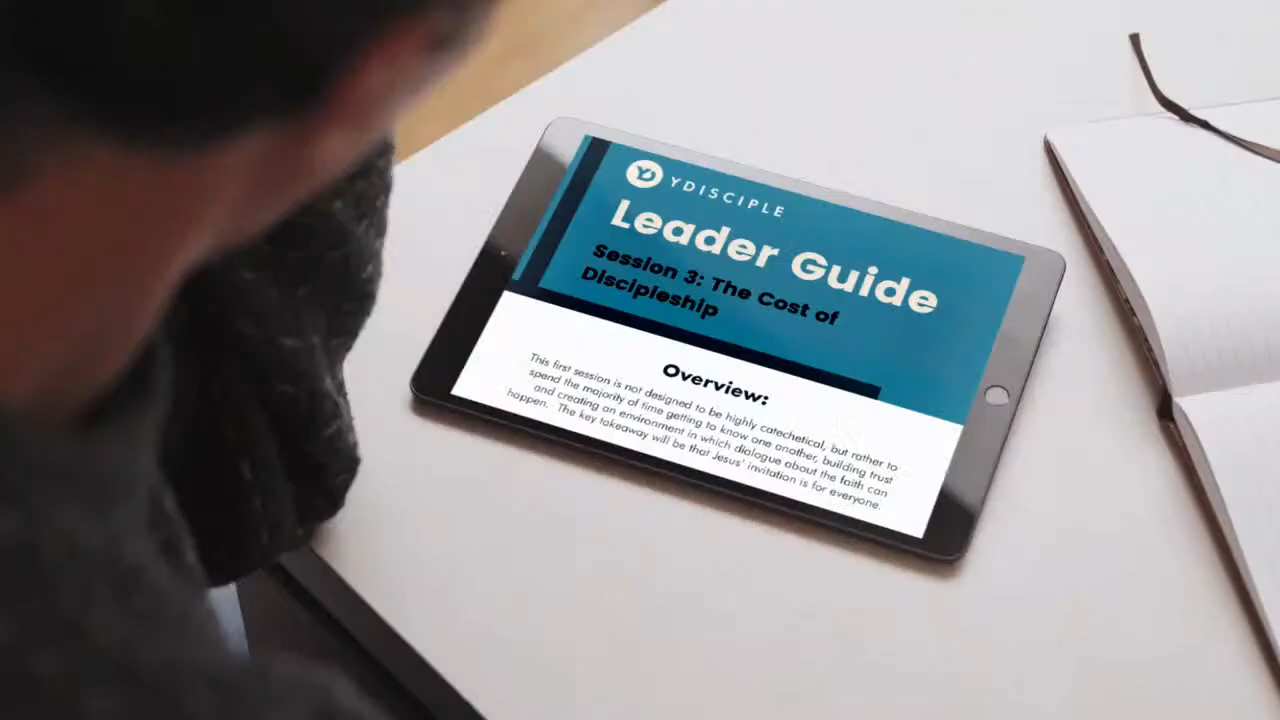 YD YDISCIPLE
Leader Guide
Session 3: The Cost of
Discipleship
Overview:
This first session is not designed to be highly catechetical, but rather to
spend the majority of time getting to know one another, building trust
and creating an environment in which dialogue about the faith can
happen. The key takeaway will be that Jesus' invitation is for everyone.